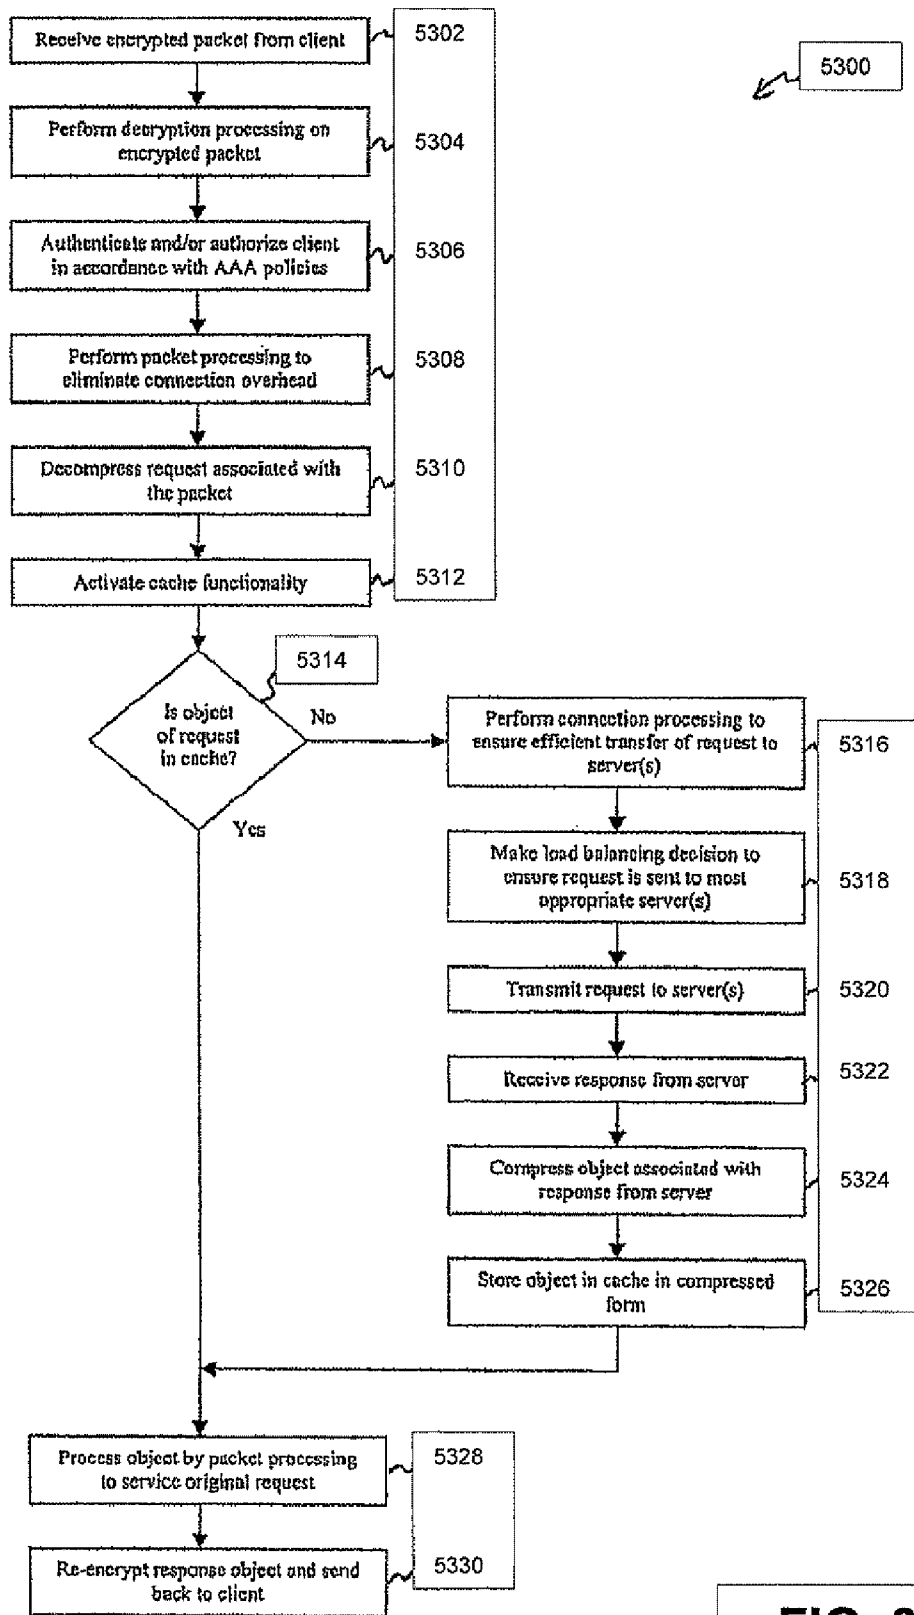 Receive encrypted packet from client
5302
5300
Perform decryption processing on
encrypted packet
5304
Authenticate and/or authorize client
in accordance with AAA policies
5306
Perform packet processing to
eliminate connection overhead
5308
Decompress request associated with
the packet
5310
Activate cache functionality
5312
5314
Is object
of request
in cache?
No
Yes
Perform connection processing to
ensure efficient transfer of request to
server(s)
5316
Make load balancing decision to
ensure request is sent to most
appropriate server(s)
5318
Transmit request to server(s)
5320
Receive response from server
5322
Compress object associated with
response from server
5324
Store object in cache in compressed
form
5326
Process object by packet processing
to service original request
5328
Re-encrypt response object and send
back to client
5330
FIG.